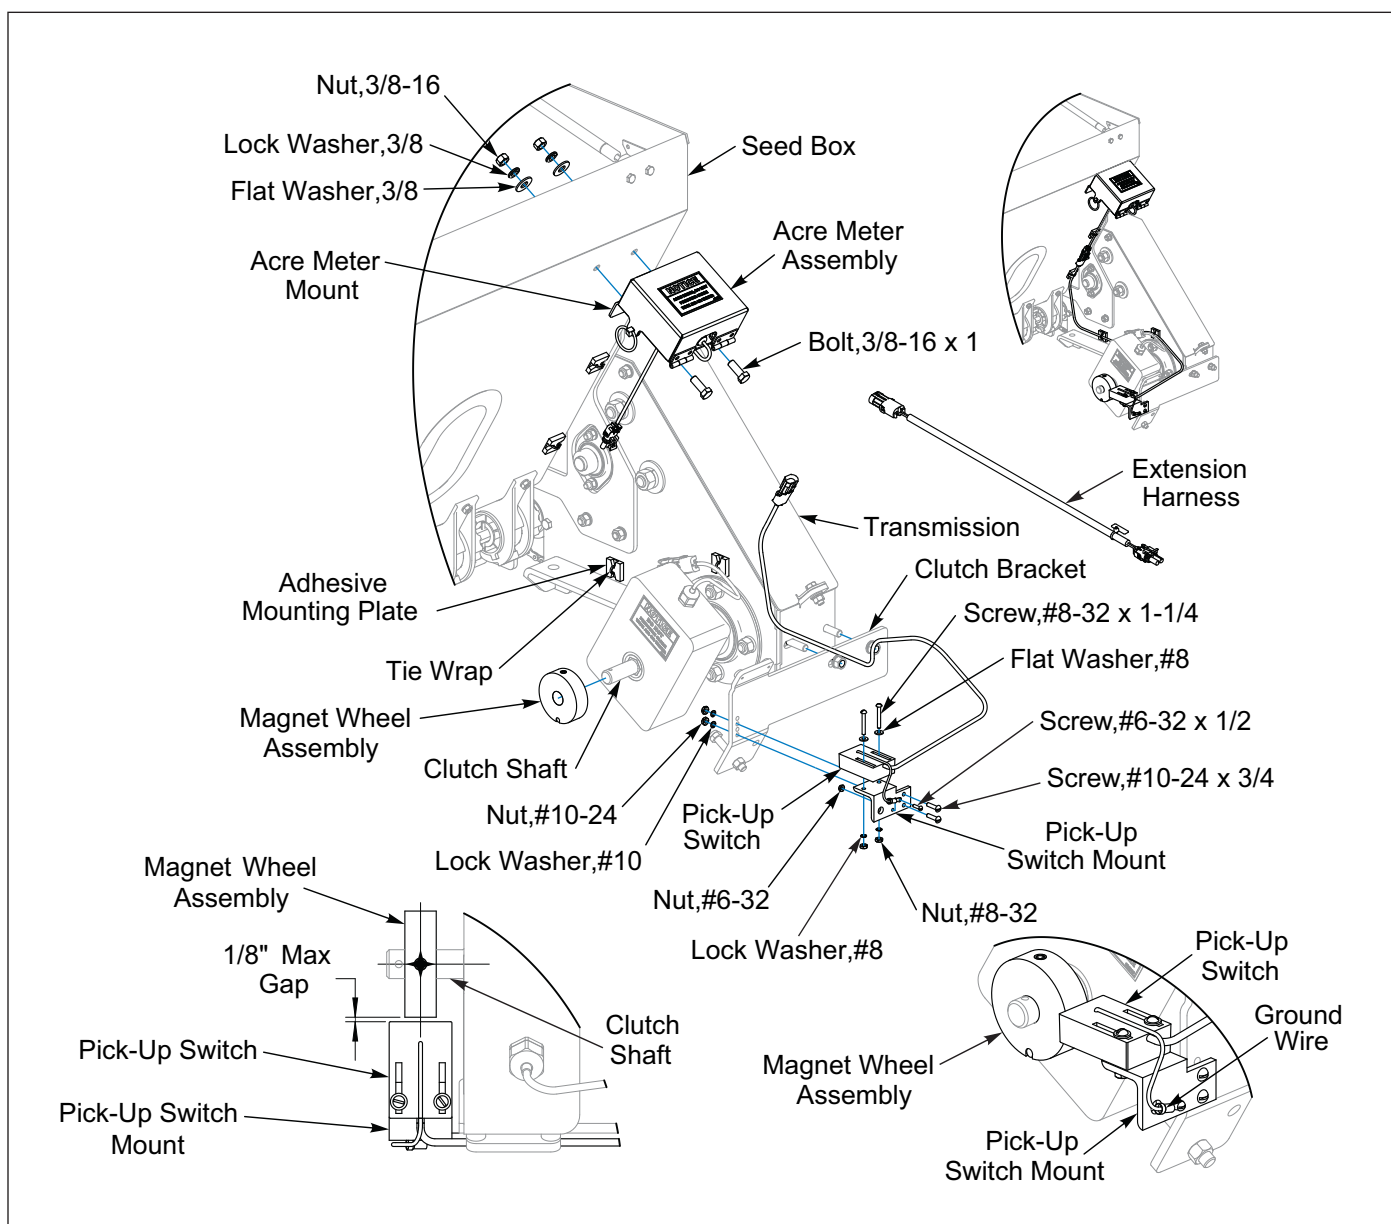 Nut,3/8-16
Lock Washer,3/8
Flat Washer,3/8
Seed Box
Acre Meter
Mount
Acre Meter
Assembly
NOTICE
Bolt,3/8-16 x 1
Extension
Harness
Transmission
Clutch Bracket
Adhesive
Mounting Plate
Screw,#8-32 x 1-1/4
Flat Washer,#8
Tie Wrap
Magnet Wheel
Assembly
Screw,#6-32 x 1/2
Clutch Shaft
Screw,#10-24 x 3/4
Nut,#10-24
Pick-Up
Switch
Pick-Up
Switch Mount
Lock Washer,#10
Nut,#6-32
Nut,#8-32
Lock Washer,#8
Magnet Wheel
Assembly
1/8" Max
Gap
Clutch
Shaft
Pick-Up Switch
Pick-Up Switch
Mount
Pick-Up
Switch
Ground
Wire
Magnet Wheel
Assembly
Pick-Up
Switch Mount